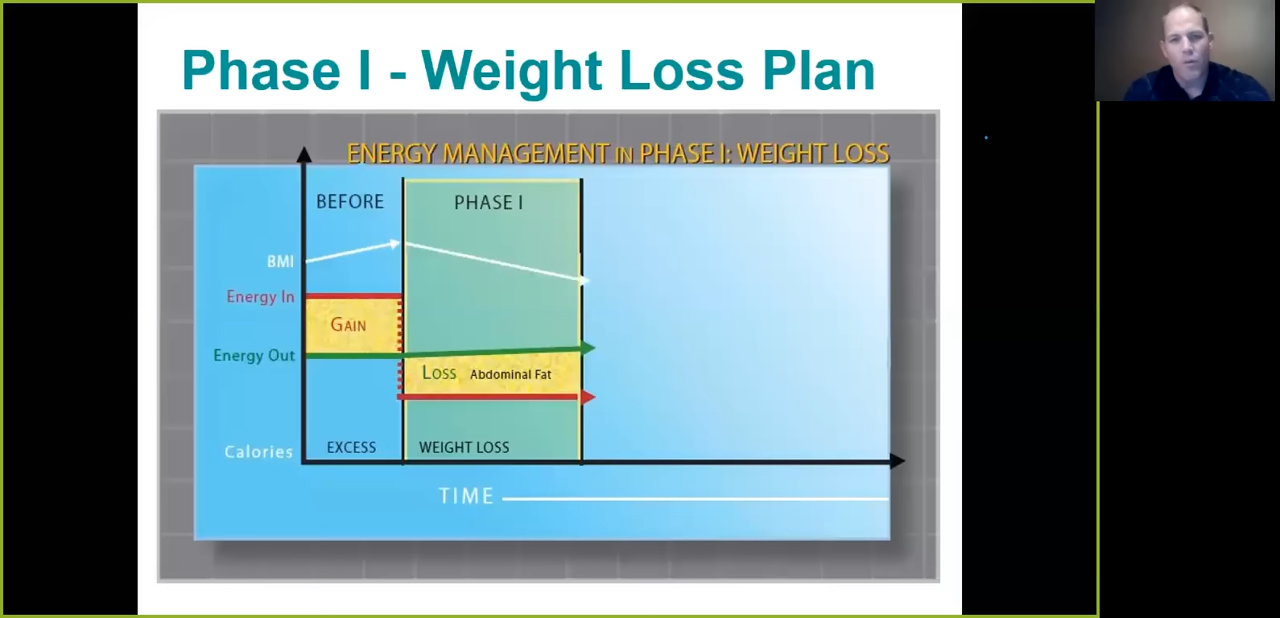 Phase I - Weight Loss Plan
ENERGY MANAGEMENT IN PHASE I: WEIGHT LOSS
BEFORE
PHASE I
BMI
Energy In
GAIN
Energy Out
LOSS Abdominal Fat
Calories
EXCESS
WEIGHT LOSS
TIME